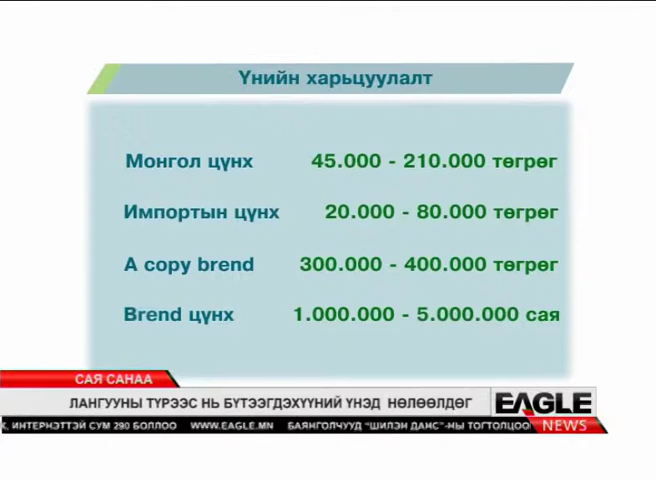 Үнийн харьцуулалт
Монгол цүнх 45.000 - 210.000 төгрөг
Импортын цүнх 20.000 - 80.000 төгрөг
A copy brend 300.000 - 400.000 төгрөг
Brend цүнх 1.000.000 - 5.000.000 сая
САЯ САНАА
ЛАНГУУНЫ ТҮРЭЭС НЬ БҮТЭЭГДЭХҮҮНИЙ ҮНЭД НӨЛӨӨЛДӨГ
EAGLE
NEWS
, ИНТЕРНЭТТЭЙ СУМ 290 БОЛЛОО WWW.EAGLE.MN БАЯНГОЛЧУУД "ШИЛЭН ДАНС"-НЫ ТОГТОЛЦОО